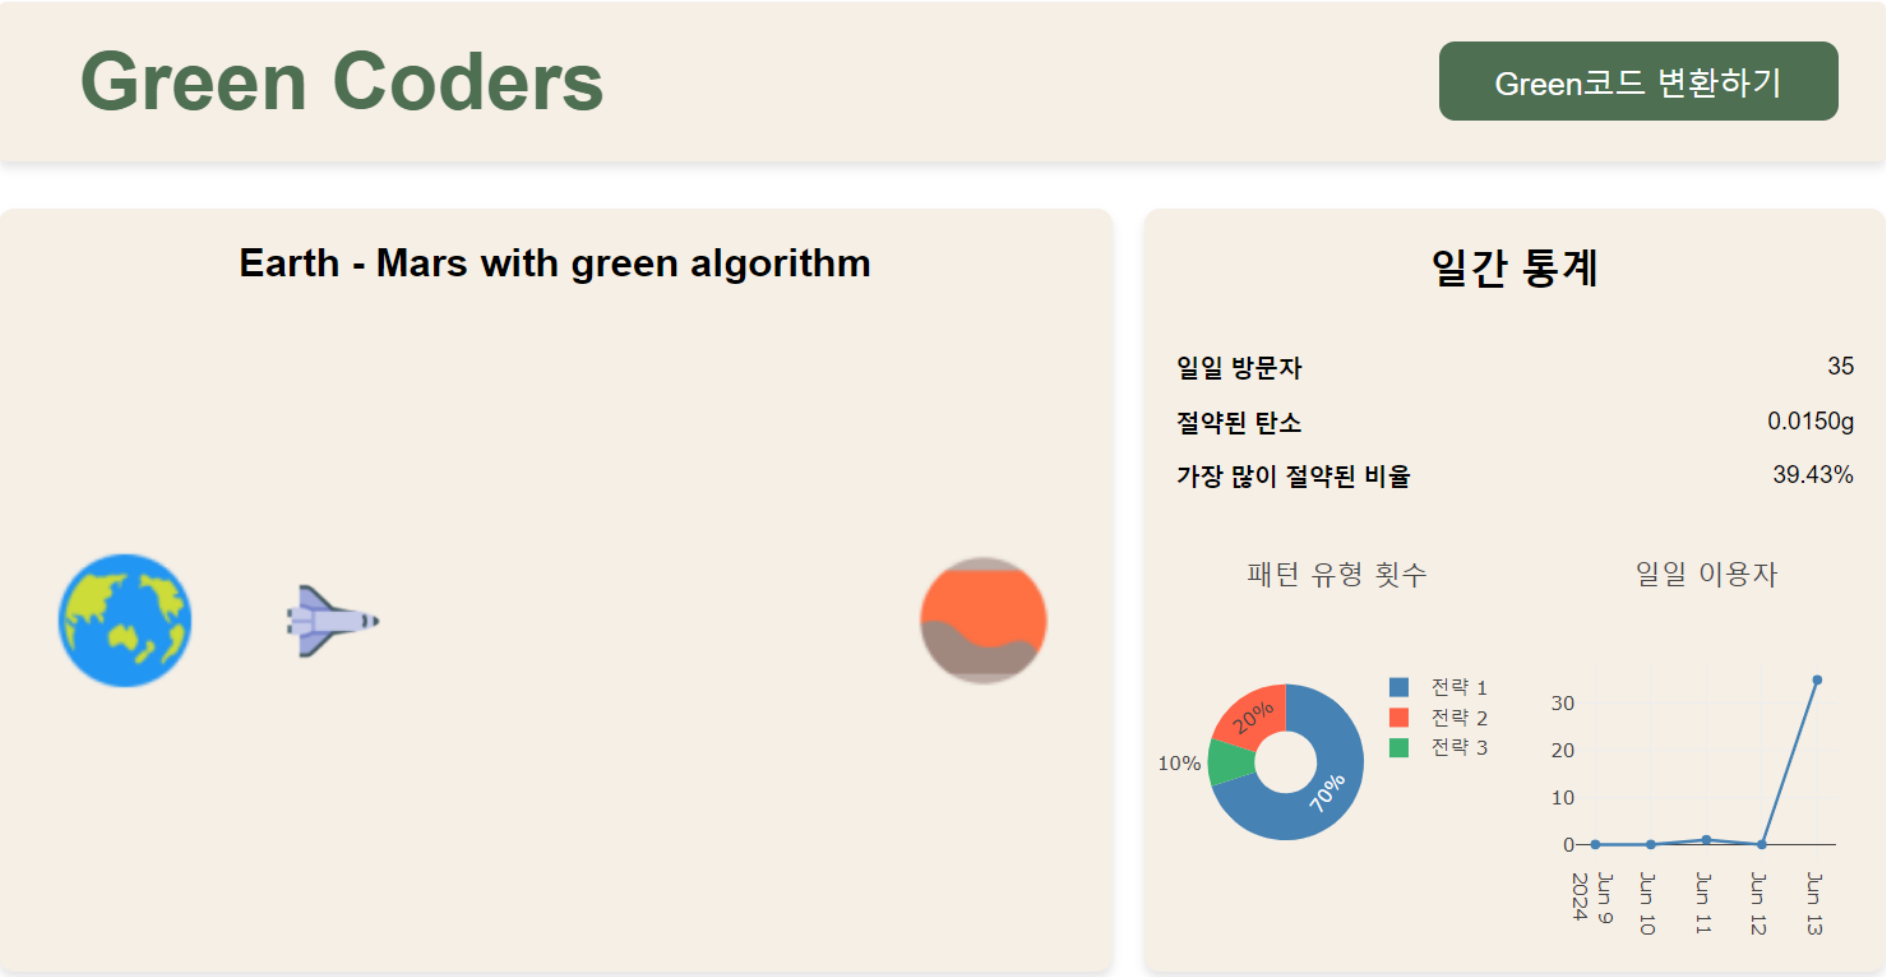 Green Coders
Green코드 변환하기
Earth - Mars with green algorithm
일간 통계
일일 방문자 35
절약된 탄소 0.0150g
가장 많이 절약된 비율 39.43%
패턴 유형 횟수
20%
10%
70%
전략 1
전략 2
전략 3
일일 이용자
30
20
10
0
Jun 9
2024
Jun 10
Jun 11
Jun 12
Jun 13